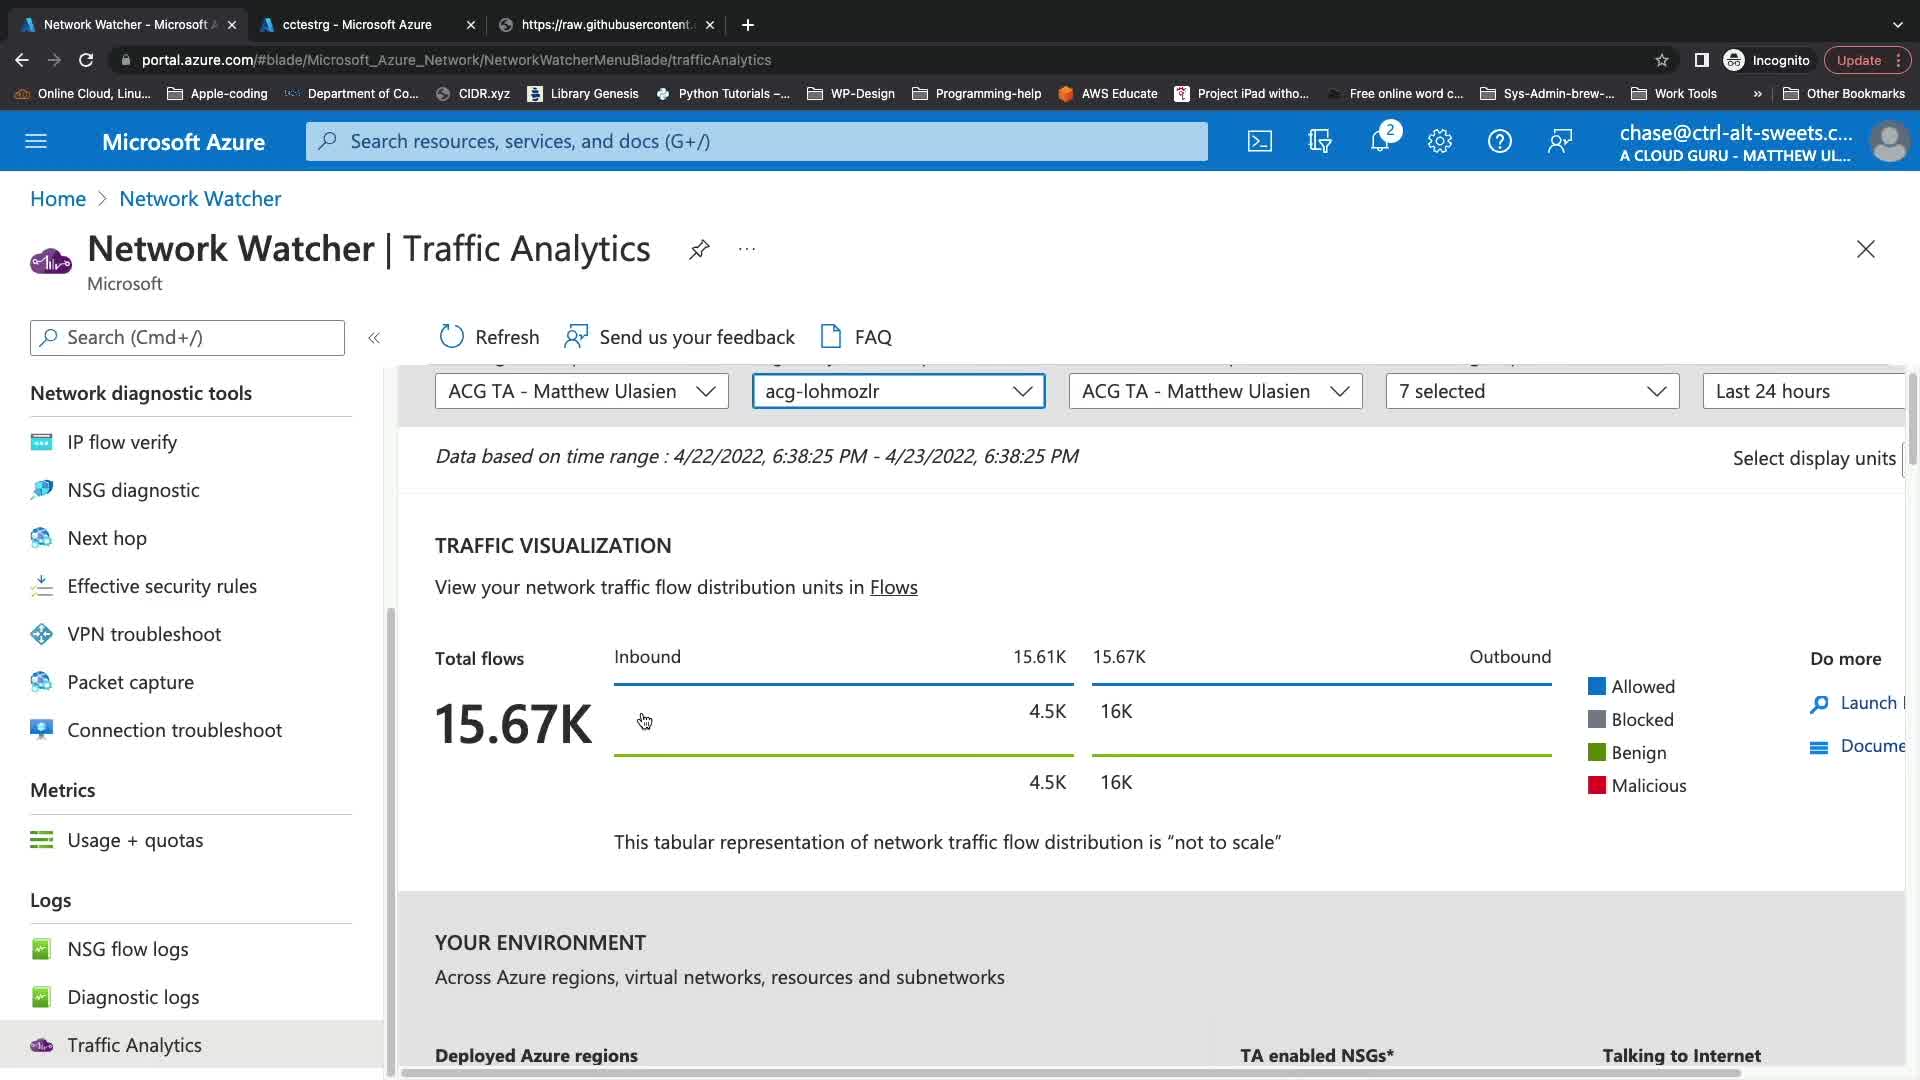 Network Watcher - Microsoft A
cctestrg - Microsoft Azure
https://raw.githubusercontent.
portal.azure.com/#blade/Microsoft_Azure_Network/NetworkWatcherMenuBlade/trafficAnalytics
Incognito
Update
Online Cloud, Linu...
Apple-coding
Department of Co...
CIDR.xyz
Library Genesis
Python Tutorials –...
WP-Design
Programming-help
AWS Educate
Project iPad witho...
Free online word c...
Sys-Admin-brew-...
Work Tools
»
Other Bookmarks
Microsoft Azure
Search resources, services, and docs (G+/)
2
chase@ctrl-alt-sweets.c...
A CLOUD GURU - MATTHEW UL...
Home > Network Watcher
Network Watcher | Traffic Analytics
...
Microsoft
Search (Cmd+/)
«
Refresh
Send us your feedback
FAQ
Network diagnostic tools
IP flow verify
NSG diagnostic
Next hop
Effective security rules
VPN troubleshoot
Packet capture
Connection troubleshoot
Metrics
Usage + quotas
Logs
NSG flow logs
Diagnostic logs
Traffic Analytics
ACG TA - Matthew Ulasien
acg-lohmozlr
ACG TA - Matthew Ulasien
7 selected
Last 24 hours
Data based on time range : 4/22/2022, 6:38:25 PM - 4/23/2022, 6:38:25 PM
Select display units
TRAFFIC VISUALIZATION
View your network traffic flow distribution units in Flows
Total flows
15.67K
Inbound 15.61K
15.67K Outbound
4.5K 16K
4.5K 16K
Allowed
Blocked
Benign
Malicious
Do more
Launch
Docume
This tabular representation of network traffic flow distribution is “not to scale”
YOUR ENVIRONMENT
Across Azure regions, virtual networks, resources and subnetworks
Deployed Azure regions
TA enabled NSGs*
Talking to Internet